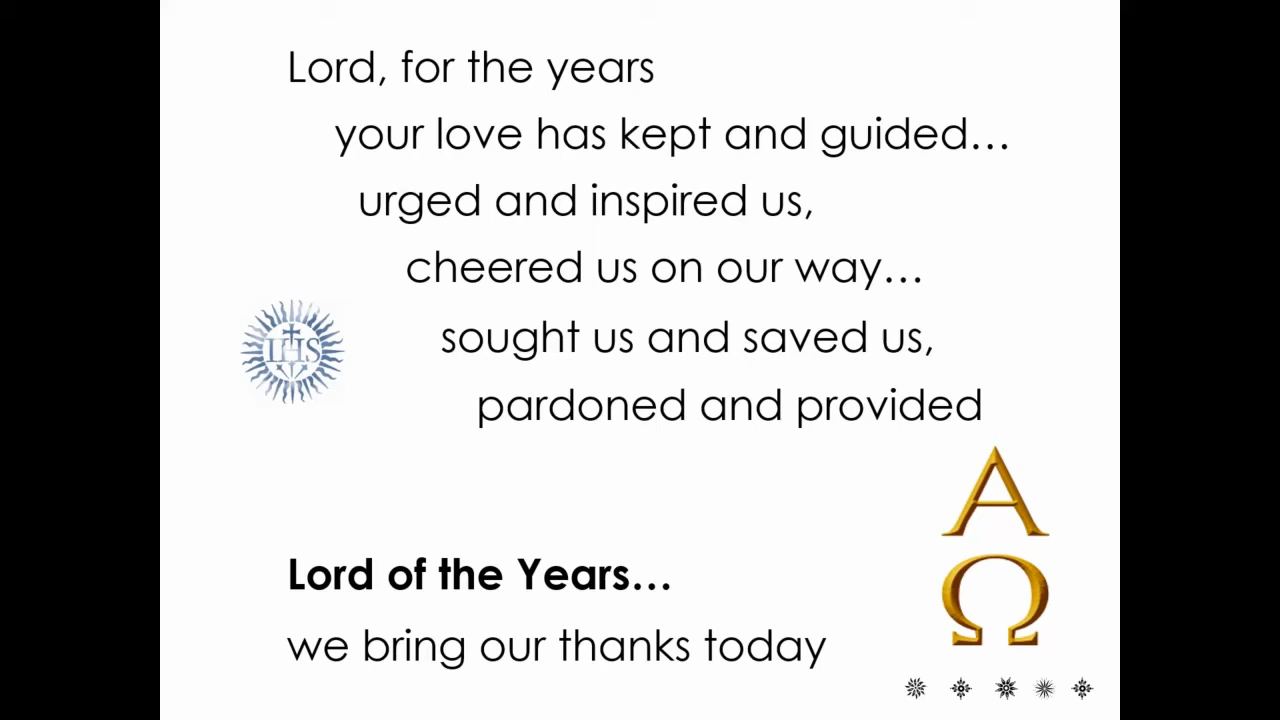 Lord, for the years
your love has kept and guided…
urged and inspired us,
cheered us on our way…
sought us and saved us,
IHS
pardoned and provided
Α
Ω
Lord of the Years…
we bring our thanks today